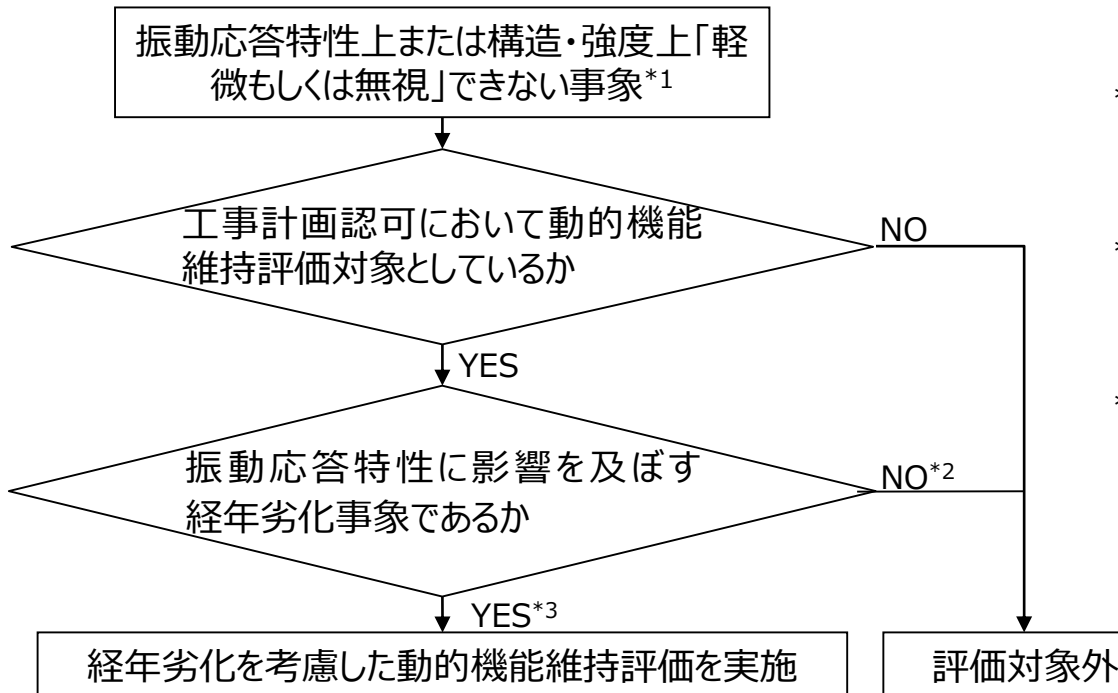 振動応答特性上または構造・強度上「軽
微もしくは無視」できない事象*1
*
工事計画認可において動的機能
維持評価対象としているか
NO
*
YES
*
振動応答特性に影響を及ぼす
経年劣化事象であるか
NO*2
YES*3
経年劣化を考慮した動的機能維持評価を実施
評価対象外